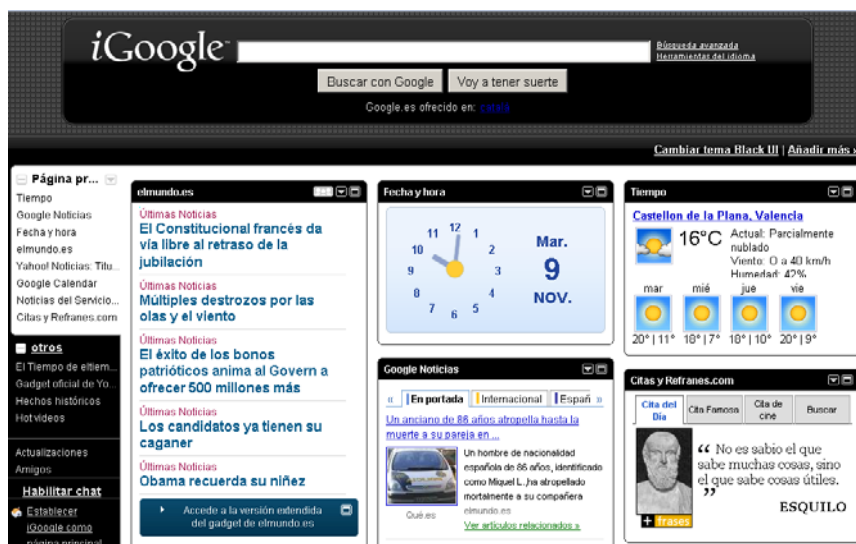 iGoogle
Búsqueda avanzada
Herramientas del idioma
Buscar con Google
Voy a tener suerte
Google.es ofrecido en: català
Cambiar tema Black UI | Añadir más »
Página pr...
Tiempo
Google Noticias
Fecha y hora
elmundo.es
Yahoo! Noticias: Titu...
Google Calendar
Noticias del Servicio...
Citas y Refranes.com
otros
El Tiempo de eltiem...
Gadget oficial de Yo...
Hechos históricos
Hotvideos
Actualizaciones
Amigos
Habilitar chat
Establecer
iGoogle como
página principal
elmundo.es
Últimas Noticias
El Constitucional francés da
vía libre al retraso de la
jubilación
Últimas Noticias
Múltiples destrozos por las
olas y el viento
Últimas Noticias
El éxito de los bonos
patrióticos anima al Govern a
ofrecer 500 millones más
Últimas Noticias
Los candidatos ya tienen su
caganer
Últimas Noticias
Obama recuerda su niñez
Accede a la versión extendida
del gadget de elmundo.es
Fecha y hora
12
1
2
3
4
5
6
7
8
9
10
11
Mar.
9
NOV.
Google Noticias
« En portada Internacional Españ »
Un anciano de 86 años atropella hasta la
muerte a su pareja en ...
Qué.es
Un hombre de nacionalidad
española de 86 años, identificado
como Miquel L.,ha atropellado
mortalmente a su compañera
elmundo.es
Ver artículos relacionados »
Tiempo
Castellon de la Plana, Valencia
16°C
Actual: Parcialmente
nublado
Viento: O a 40 km/h
Humedad: 42%
mar mié jue vie
20°|11° 18°|7° 18°|10° 20°|9°
Citas y Refranes.com
Cita del
Día
Cita Famosa
Cita de
cine
Buscar
“ No es sabio el que
sabe muchas cosas, sino
el que sabe cosas útiles.
”
ESQUILO
+ frases